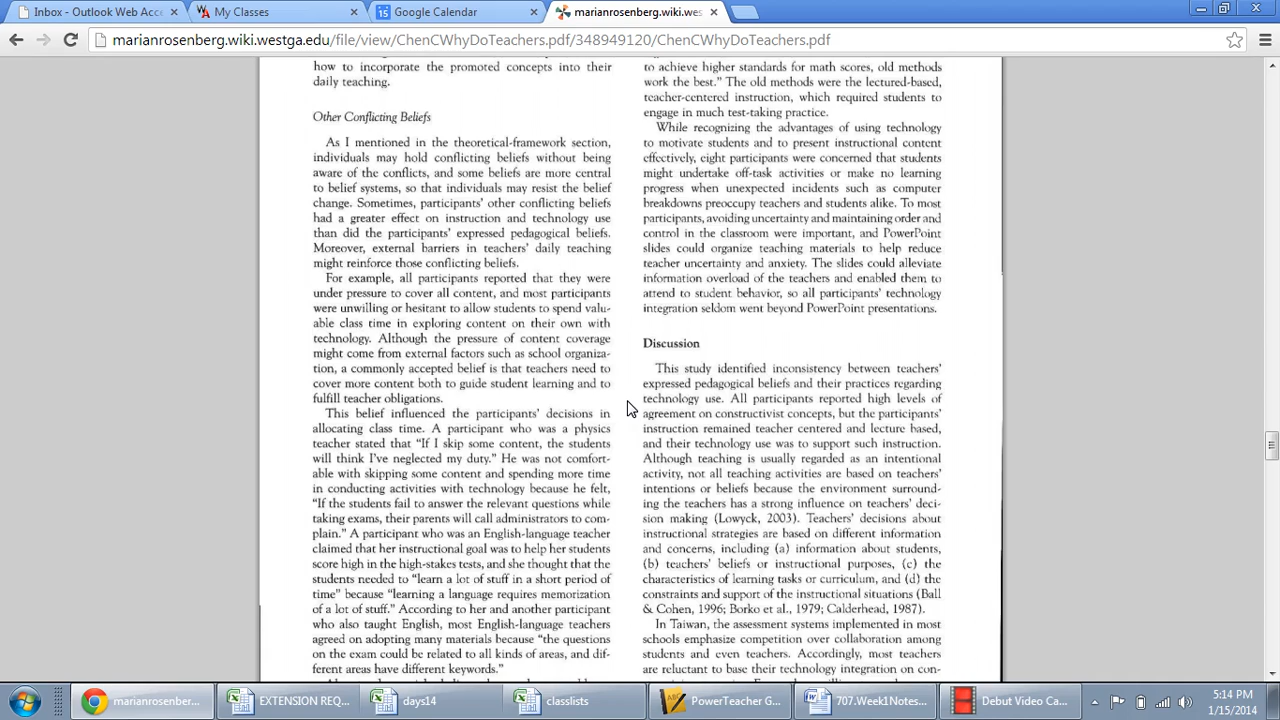 Inbox - Outlook Web Acce
My Classes
Google Calendar
marianrosenberg.wiki.wes
marianrosenberg.wiki.westga.edu/file/view/ChenCWhyDoTeachers.pdf/348949120/ChenCWhyDoTeachers.pdf
how to incorporate the promoted concepts into their
daily teaching.
Other Conflicting Beliefs
As I mentioned in the theoretical-framework section,
individuals may hold conflicting beliefs without being
aware of the conflicts, and some beliefs are more central
to belief systems, so that individuals may resist the belief
change. Sometimes, participants' other conflicting beliefs
had a greater effect on instruction and technology use
than did the participants' expressed pedagogical beliefs.
Moreover, external barriers in teachers' daily teaching
might reinforce those conflicting beliefs.
For example, all participants reported that they were
under pressure to cover all content, and most participants
were unwilling or hesitant to allow students to spend valu-
able class time in exploring content on their own with
technology. Although the pressure of content coverage
might come from external factors such as school organiza-
tion, a commonly accepted belief is that teachers need to
cover more content both to guide student learning and to
fulfill teacher obligations.
This belief influenced the participants' decisions in
allocating class time. A participant who was a physics
teacher stated that "If I skip some content, the students
will think I've neglected my duty." He was not comfort-
able with skipping some content and spending more time
in conducting activities with technology because he felt,
"If the students fail to answer the relevant questions while
taking exams, their parents will call administrators to com-
plain." A participant who was an English-language teacher
claimed that her instructional goal was to help her students
score high in the high-stakes tests, and she thought that the
students needed to "learn a lot of stuff in a short period of
time" because "learning a language requires memorization
of a lot of stuff." According to her and another participant
who also taught English, most English-language teachers
agreed on adopting many materials because "the questions
on the exam could be related to all kinds of areas, and dif-
ferent areas have different keywords."
to achieve higher standards for math scores, old methods
work the best." The old methods were the lectured-based,
teacher-centered instruction, which required students to
engage in much test-taking practice.
While recognizing the advantages of using technology
to motivate students and to present instructional content
effectively, eight participants were concerned that students
might undertake off-task activities or make no learning
progress when unexpected incidents such as computer
breakdowns preoccupy teachers and students alike. To most
participants, avoiding uncertainty and maintaining order and
control in the classroom were important, and PowerPoint
slides could organize teaching materials to help reduce
teacher uncertainty and anxiety. The slides could alleviate
information overload of the teachers and enabled them to
attend to student behavior, so all participants' technology
integration seldom went beyond PowerPoint presentations.
Discussion
This study identified inconsistency between teachers'
expressed pedagogical beliefs and their practices regarding
technology use. All participants reported high levels of
agreement on constructivist concepts, but the participants'
instruction remained teacher centered and lecture based,
and their technology use was to support such instruction.
Although teaching is usually regarded as an intentional
activity, not all teaching activities are based on teachers'
intentions or beliefs because the environment surround-
ing the teachers has a strong influence on teachers' deci-
sion making (Lowyck, 2003). Teachers' decisions about
instructional strategies are based on different information
and concerns, including (a) information about students,
(b) teachers' beliefs or instructional purposes, (c) the
characteristics of learning tasks or curriculum, and (d) the
constraints and support of the instructional situations (Ball
& Cohen, 1996; Borko et al., 1979; Calderhead, 1987).
In Taiwan, the assessment systems implemented in most
schools emphasize competition over collaboration among
students and even teachers. Accordingly, most teachers
are reluctant to base their technology integration on con-
marianrosenberg.wi...
EXTENSION REQ...
days14
classlists
PowerTeacher G...
707.Week1Notes...
Debut Video Ca...
5:14 PM
1/15/2014